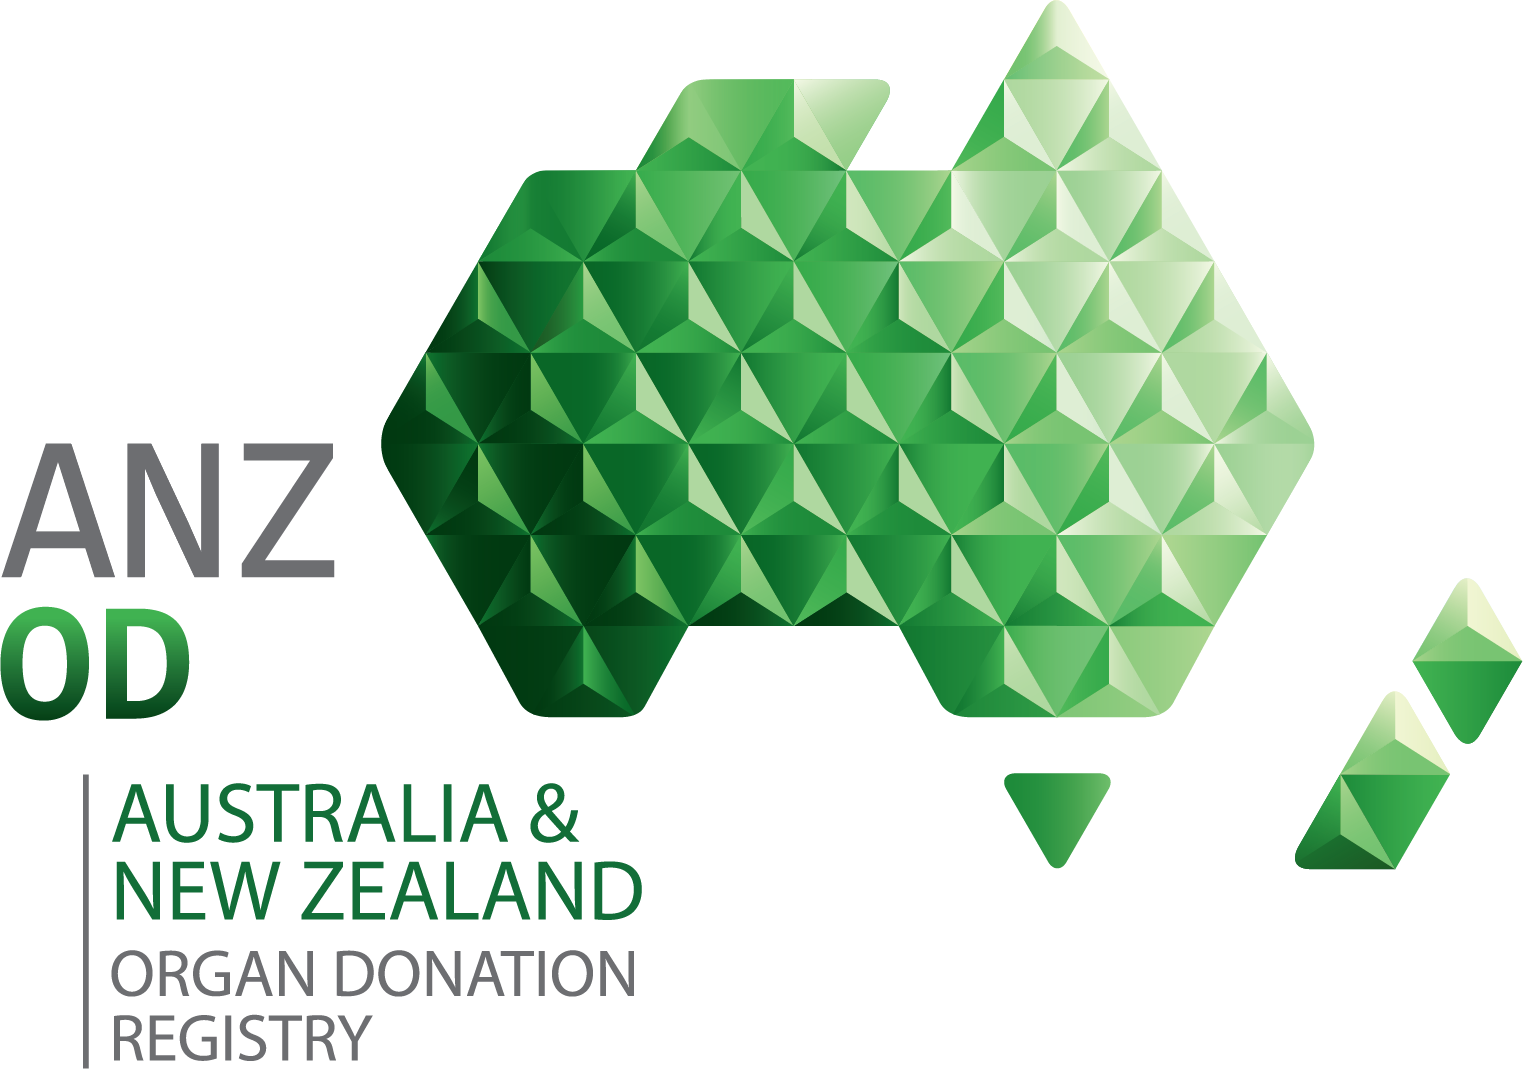 ANZ
OD
AUSTRALIA &
NEW ZEALAND
ORGAN DONATION
REGISTRY